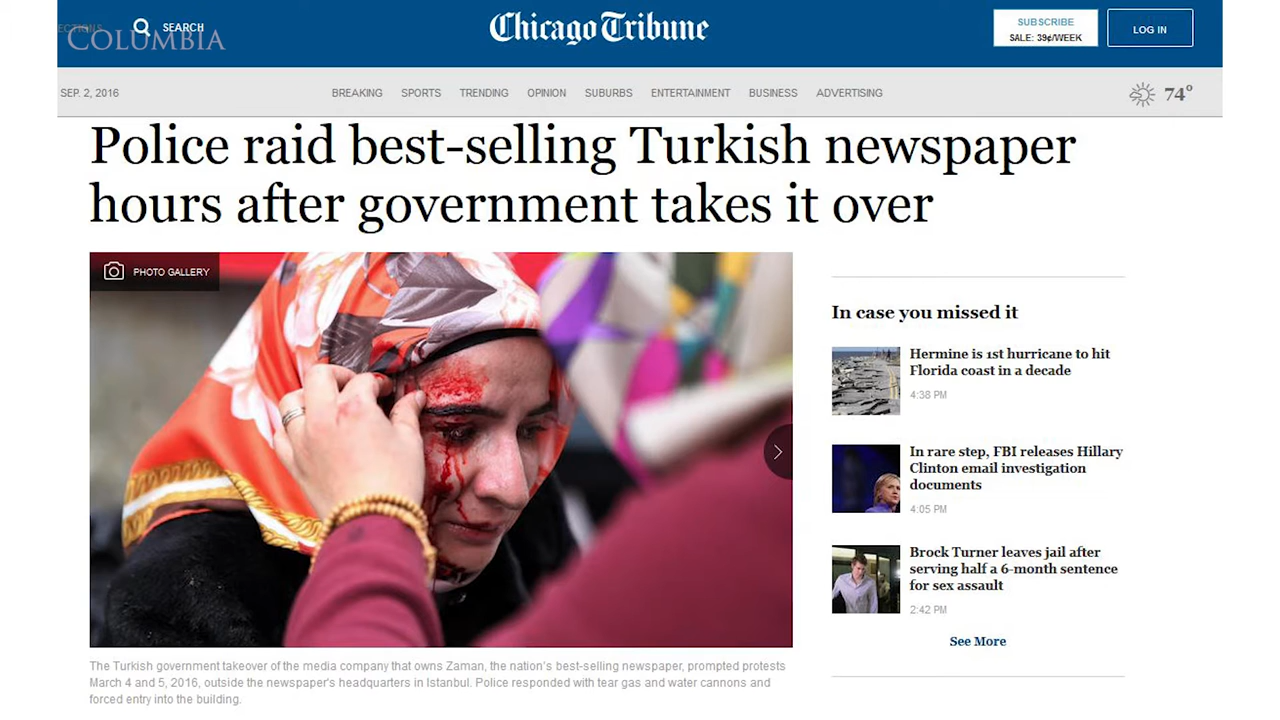 ECTIONS
SEARCH
COLUMBIA
Chicago Tribune
SUBSCRIBE
SALE: 39¢/WEEK
LOG IN
SEP. 2, 2016
BREAKING SPORTS TRENDING OPINION SUBURBS ENTERTAINMENT BUSINESS ADVERTISING
74°
Police raid best-selling Turkish newspaper
hours after government takes it over
PHOTO GALLERY
The Turkish government takeover of the media company that owns Zaman, the nation's best-selling newspaper, prompted protests
March 4 and 5, 2016, outside the newspaper's headquarters in Istanbul. Police responded with tear gas and water cannons and
forced entry into the building.
In case you missed it
Hermine is 1st hurricane to hit
Florida coast in a decade
4:38 PM
In rare step, FBI releases Hillary
Clinton email investigation
documents
4:05 PM
Brock Turner leaves jail after
serving half a 6-month sentence
for sex assault
2:42 PM
See More